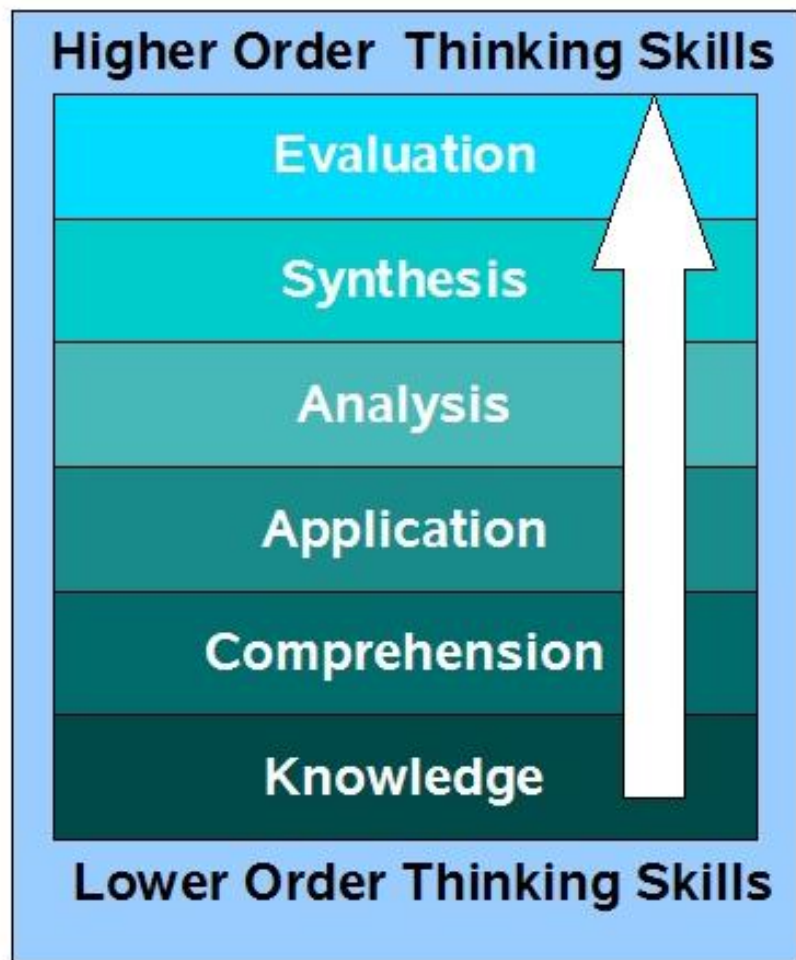 Higher Order Thinking Skills
Evaluation
Synthesis
Analysis
Application
Comprehension
Knowledge
Lower Order Thinking Skills